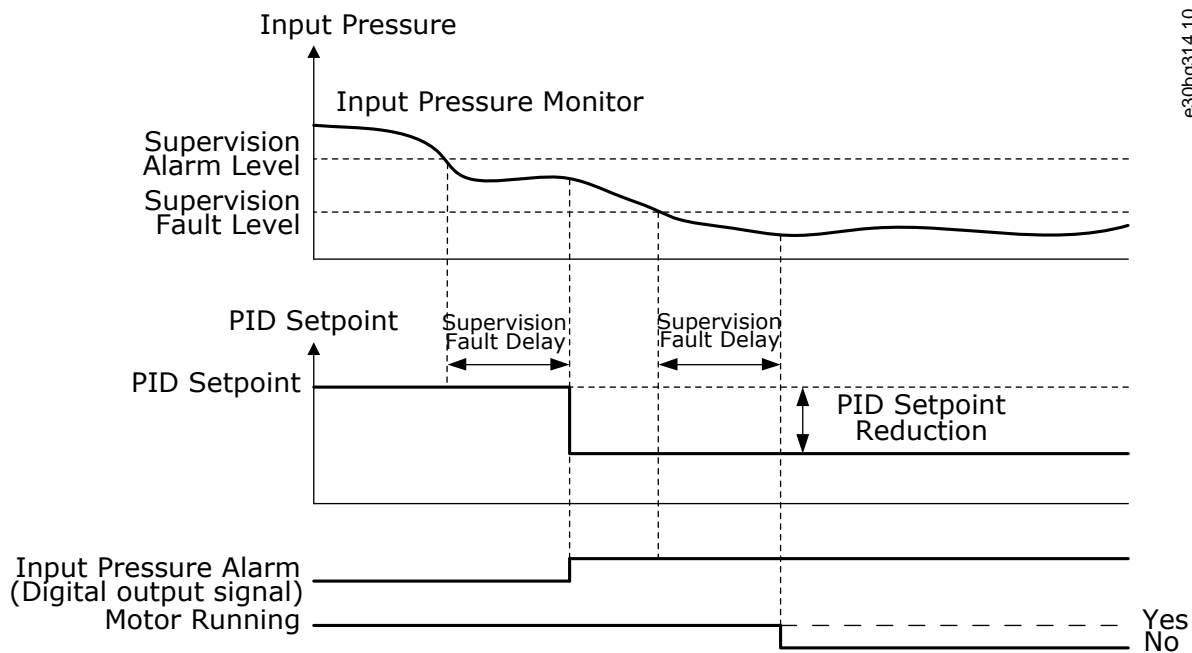 Input Pressure
e30bg314.10
Input Pressure Monitor
Supervision
Alarm Level
Supervision
Fault Level
PID Setpoint
Supervision
Fault Delay
Supervision
Fault Delay
PID Setpoint
PID Setpoint
Reduction
Input Pressure Alarm
(Digital output signal)
Motor Running
Yes
No